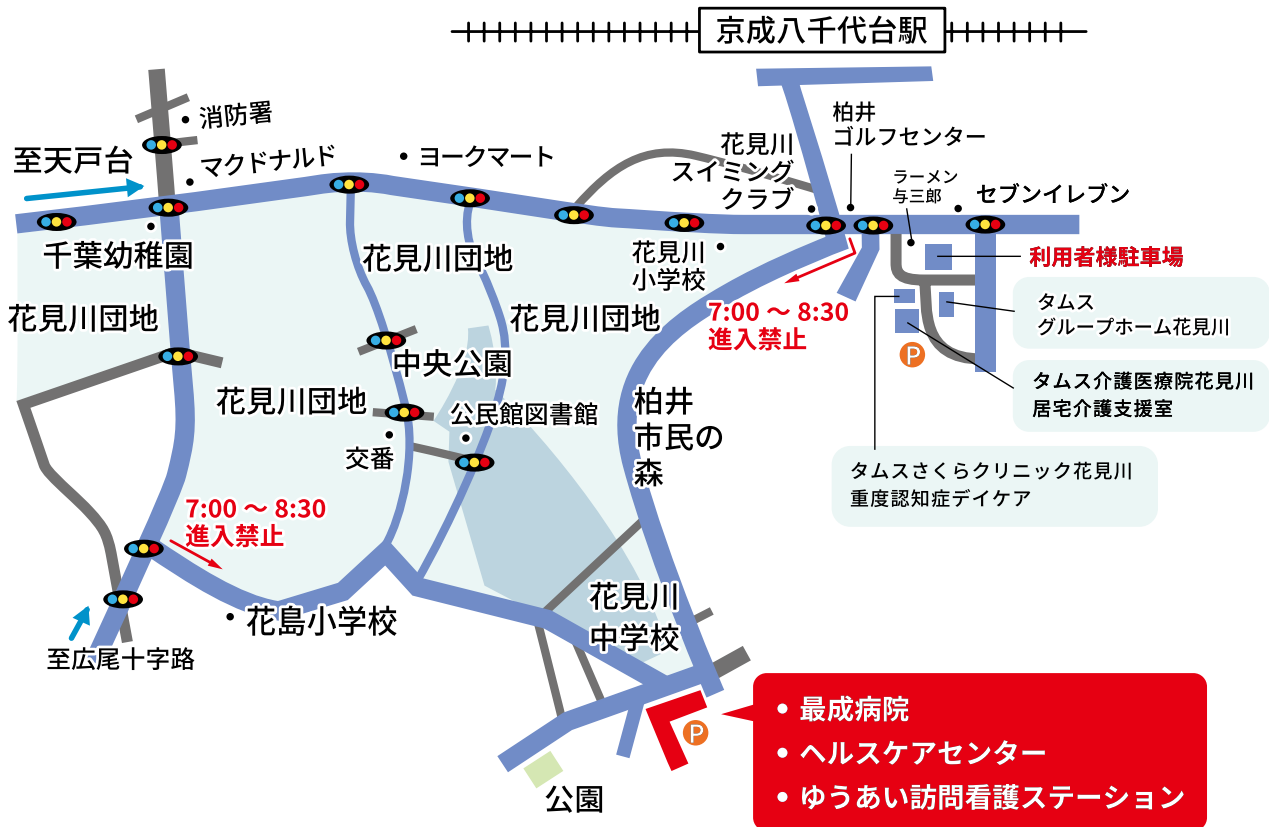 京成八千代台駅
消防署
至天戸台
マクドナルド
ヨークマート
花見川
スイミング
クラブ
柏井
ゴルフセンター
ラーメン
与三郎
セブンイレブン
千葉幼稚園
花見川団地
花見川
小学校
利用者様駐車場
7:00 〜 8:30
進入禁止
タムス
グループホーム花見川
花見川団地
花見川団地
中央公園
P
タムス介護医療院花見川
居宅介護支援室
花見川団地
公民館図書館
柏井
市民の
森
交番
タムスさくらクリニック花見川
重度認知症デイケア
7:00 〜 8:30
進入禁止
花島小学校
花見川
中学校
至広尾十字路
P
• 最成病院
• ヘルスケアセンター
• ゆうあい訪問看護ステーション
公園